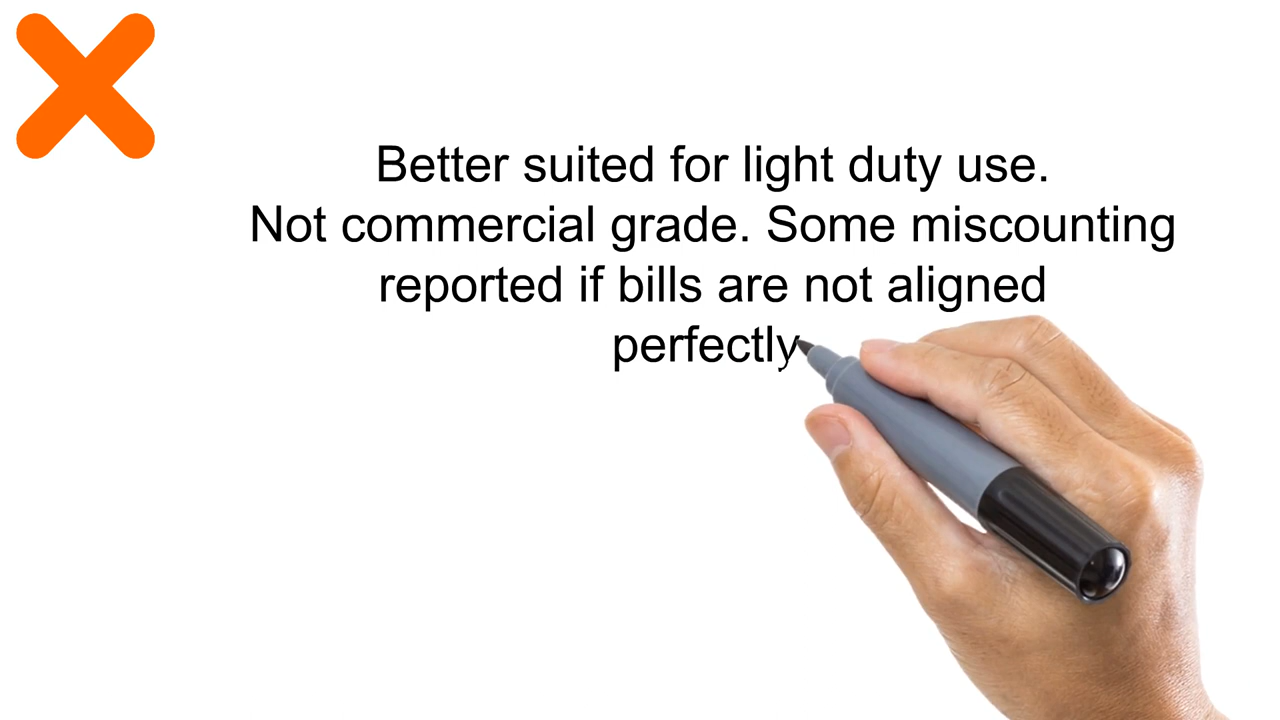 Better suited for light duty use.
Not commercial grade. Some miscounting
reported if bills are not aligned
perfectly